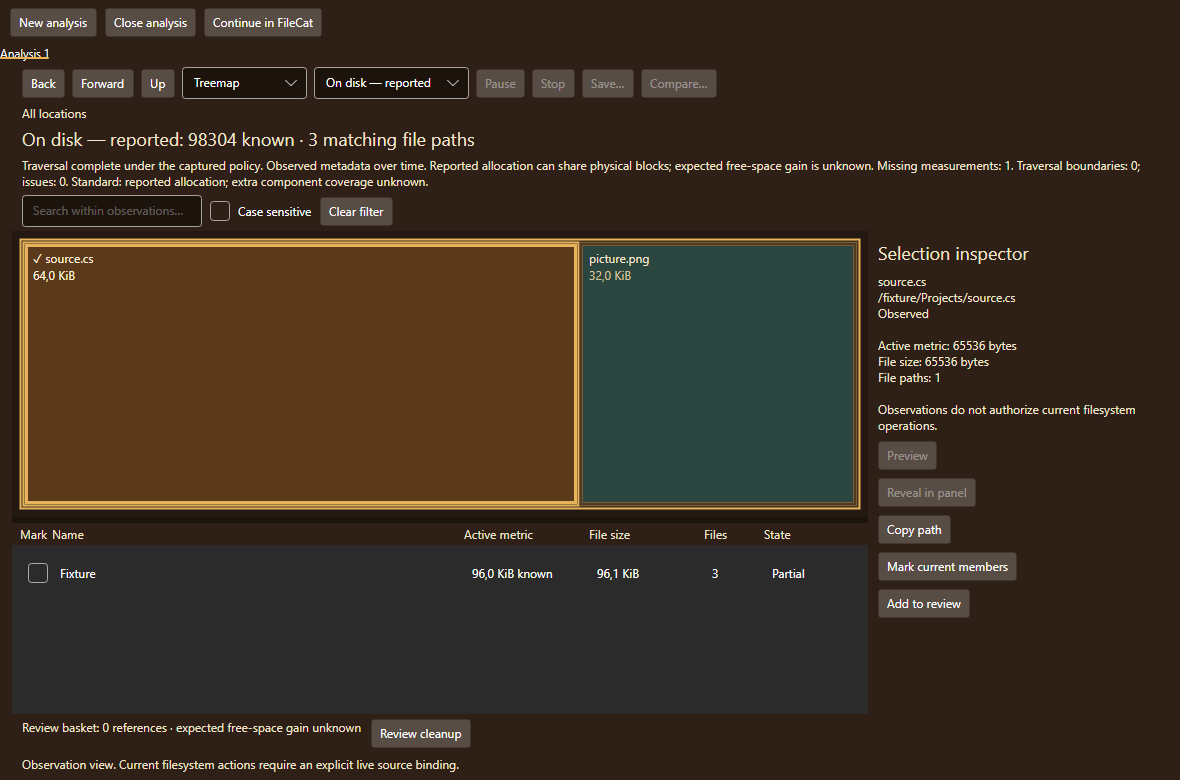 New analysis Close analysis Continue in FileCat
Analysis 1
Back Forward Up Treemap On disk — reported Pause Stop Save... Compare...
All locations
On disk — reported: 98304 known · 3 matching file paths
Traversal complete under the captured policy. Observed metadata over time. Reported allocation can share physical blocks; expected free-space gain is unknown. Missing measurements: 1. Traversal boundaries: 0;
issues: 0. Standard: reported allocation; extra component coverage unknown.
Search within observations... Case sensitive Clear filter
✓ source.cs
64,0 KiB
picture.png
32,0 KiB
Selection inspector
source.cs
/fixture/Projects/source.cs
Observed
Active metric: 65536 bytes
File size: 65536 bytes
File paths: 1
Observations do not authorize current filesystem
operations.
Preview
Reveal in panel
Copy path
Mark current members
Add to review
Mark Name Active metric File size Files State
Fixture 96,0 KiB known 96,1 KiB 3 Partial
Review basket: 0 references · expected free-space gain unknown Review cleanup
Observation view. Current filesystem actions require an explicit live source binding.